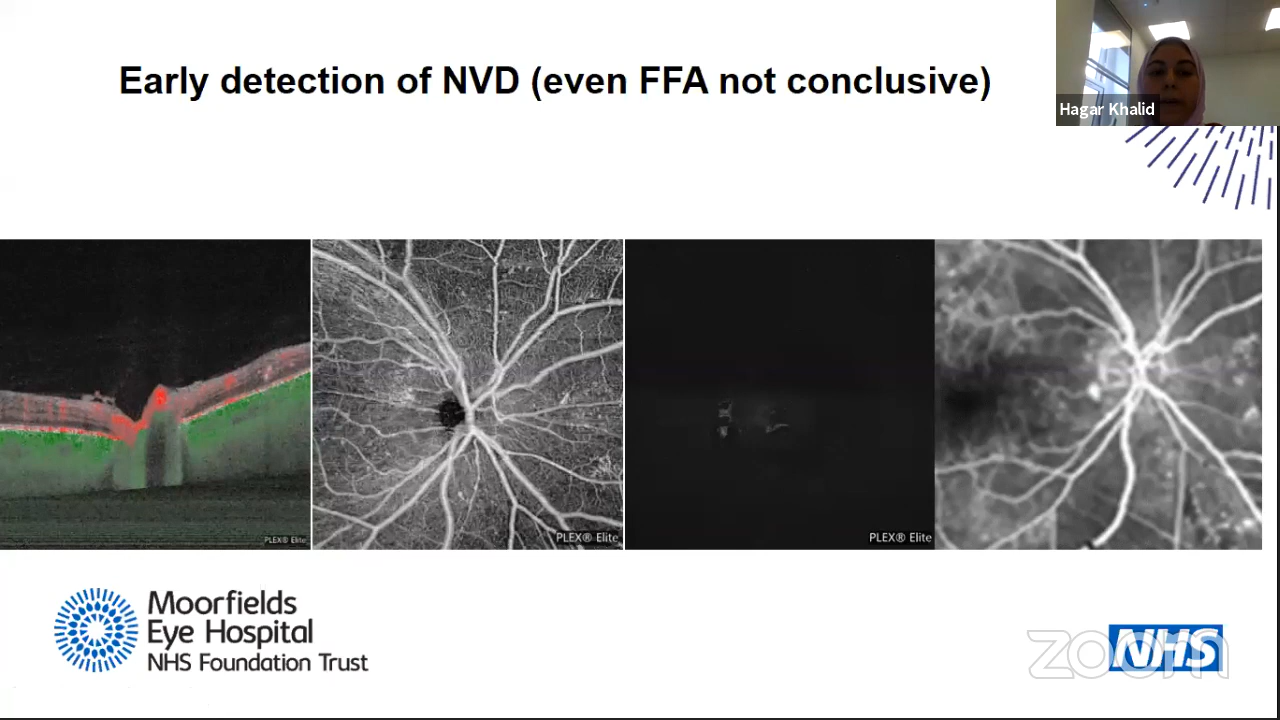 Early detection of NVD (even FFA not conclusive)
Hagar Khalid
PLEX® Elite
PLEX® Elite
PLEX® Elite
Moorfields
Eye Hospital
NHS Foundation Trust
zoom
NHS